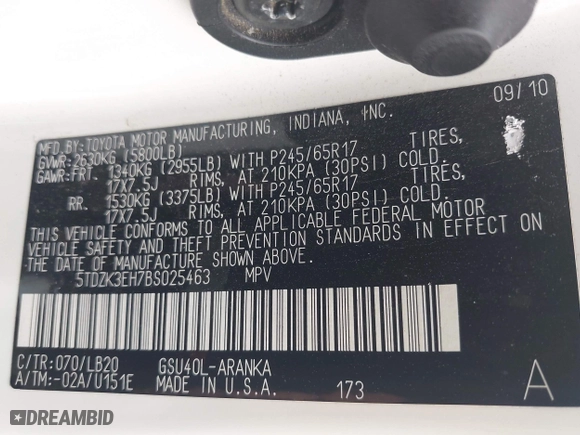 MFD.BY:TOYOTA MOTOR MANUFACTURING, INDIANA, INC. 09/10
GVWR:2630KG (5800LB)
GAWR:FRT. 1340KG (2955LB) WITH P245/65R17 TIRES,
17X7.5J RIMS, AT 210KPA (30PSI) COLD.
RR. 1530KG (3375LB) WITH P245/65R17 TIRES,
17X7.5J RIMS, AT 210KPA (30PSI) COLD.
THIS VEHICLE CONFORMS TO ALL APPLICABLE FEDERAL MOTOR
VEHICLE SAFETY AND THEFT PREVENTION STANDARDS IN EFFECT ON
THE DATE OF MANUFACTURE SHOWN ABOVE.
5TDZK3EH7BS025463 MPV
C/TR:070/LB20 GSU40L-ARANKA
A/TM:-02A/U151E MADE IN U.S.A. 173 A
DREAMBID